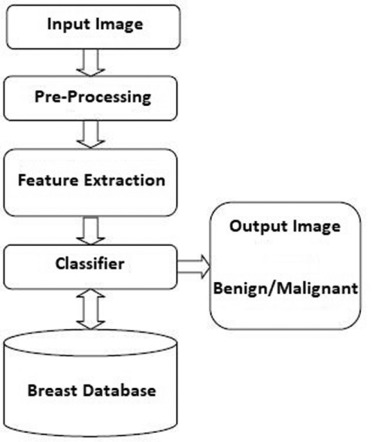 Input Image
Pre-Processing
Feature Extraction
Classifier
Output Image
Benign/Malignant
Breast Database